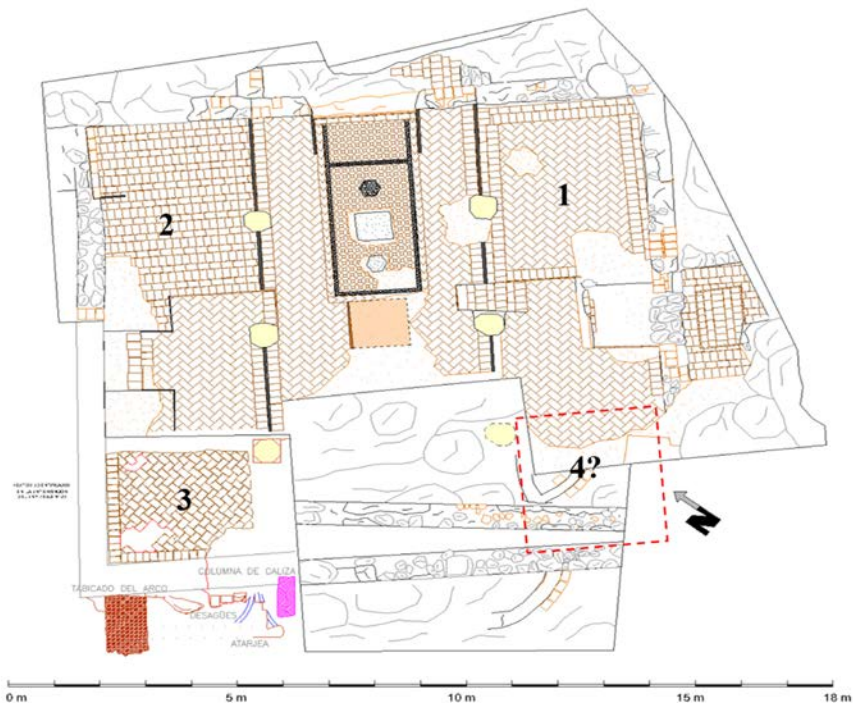 1
2
3
4?
N
COLUMNA DE CALIZA
TABICADO DEL ARCO
DESAGÜES
ATARJEA
0 m
5 m
10 m
15 m
18 m